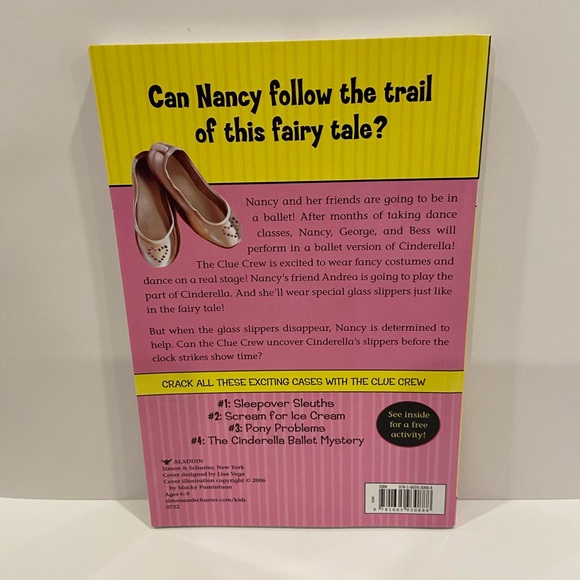 Can Nancy follow the trail
of this fairy tale?
Nancy and her friends are going to be in
a ballet! After months of taking dance
classes, Nancy, George, and Bess will
perform in a ballet version of Cinderella!
The Clue Crew is excited to wear fancy costumes and
dance on a real stage! Nancy's friend Andrea is going to play the
part of Cinderella. And she'll wear special glass slippers just like
in the fairy tale!
But when the glass slippers disappear, Nancy is determined to
help. Can the Clue Crew uncover Cinderella's slippers before the
clock strikes show time?
CRACK ALL THESE EXCITING CASES WITH THE CLUE CREW
#1: Sleepover Sleuths
#2: Scream for Ice Cream
#3: Pony Problems
#4: The Cinderella Ballet Mystery
See inside
for a free
activity!
ALADDIN
Simon & Schuster, New York
Cover designed by Lisa Vega
Cover illustration copyright © 2006
by Macky Pamintuan
Ages 6-9
simonandschuster.com/kids
0722
ISBN